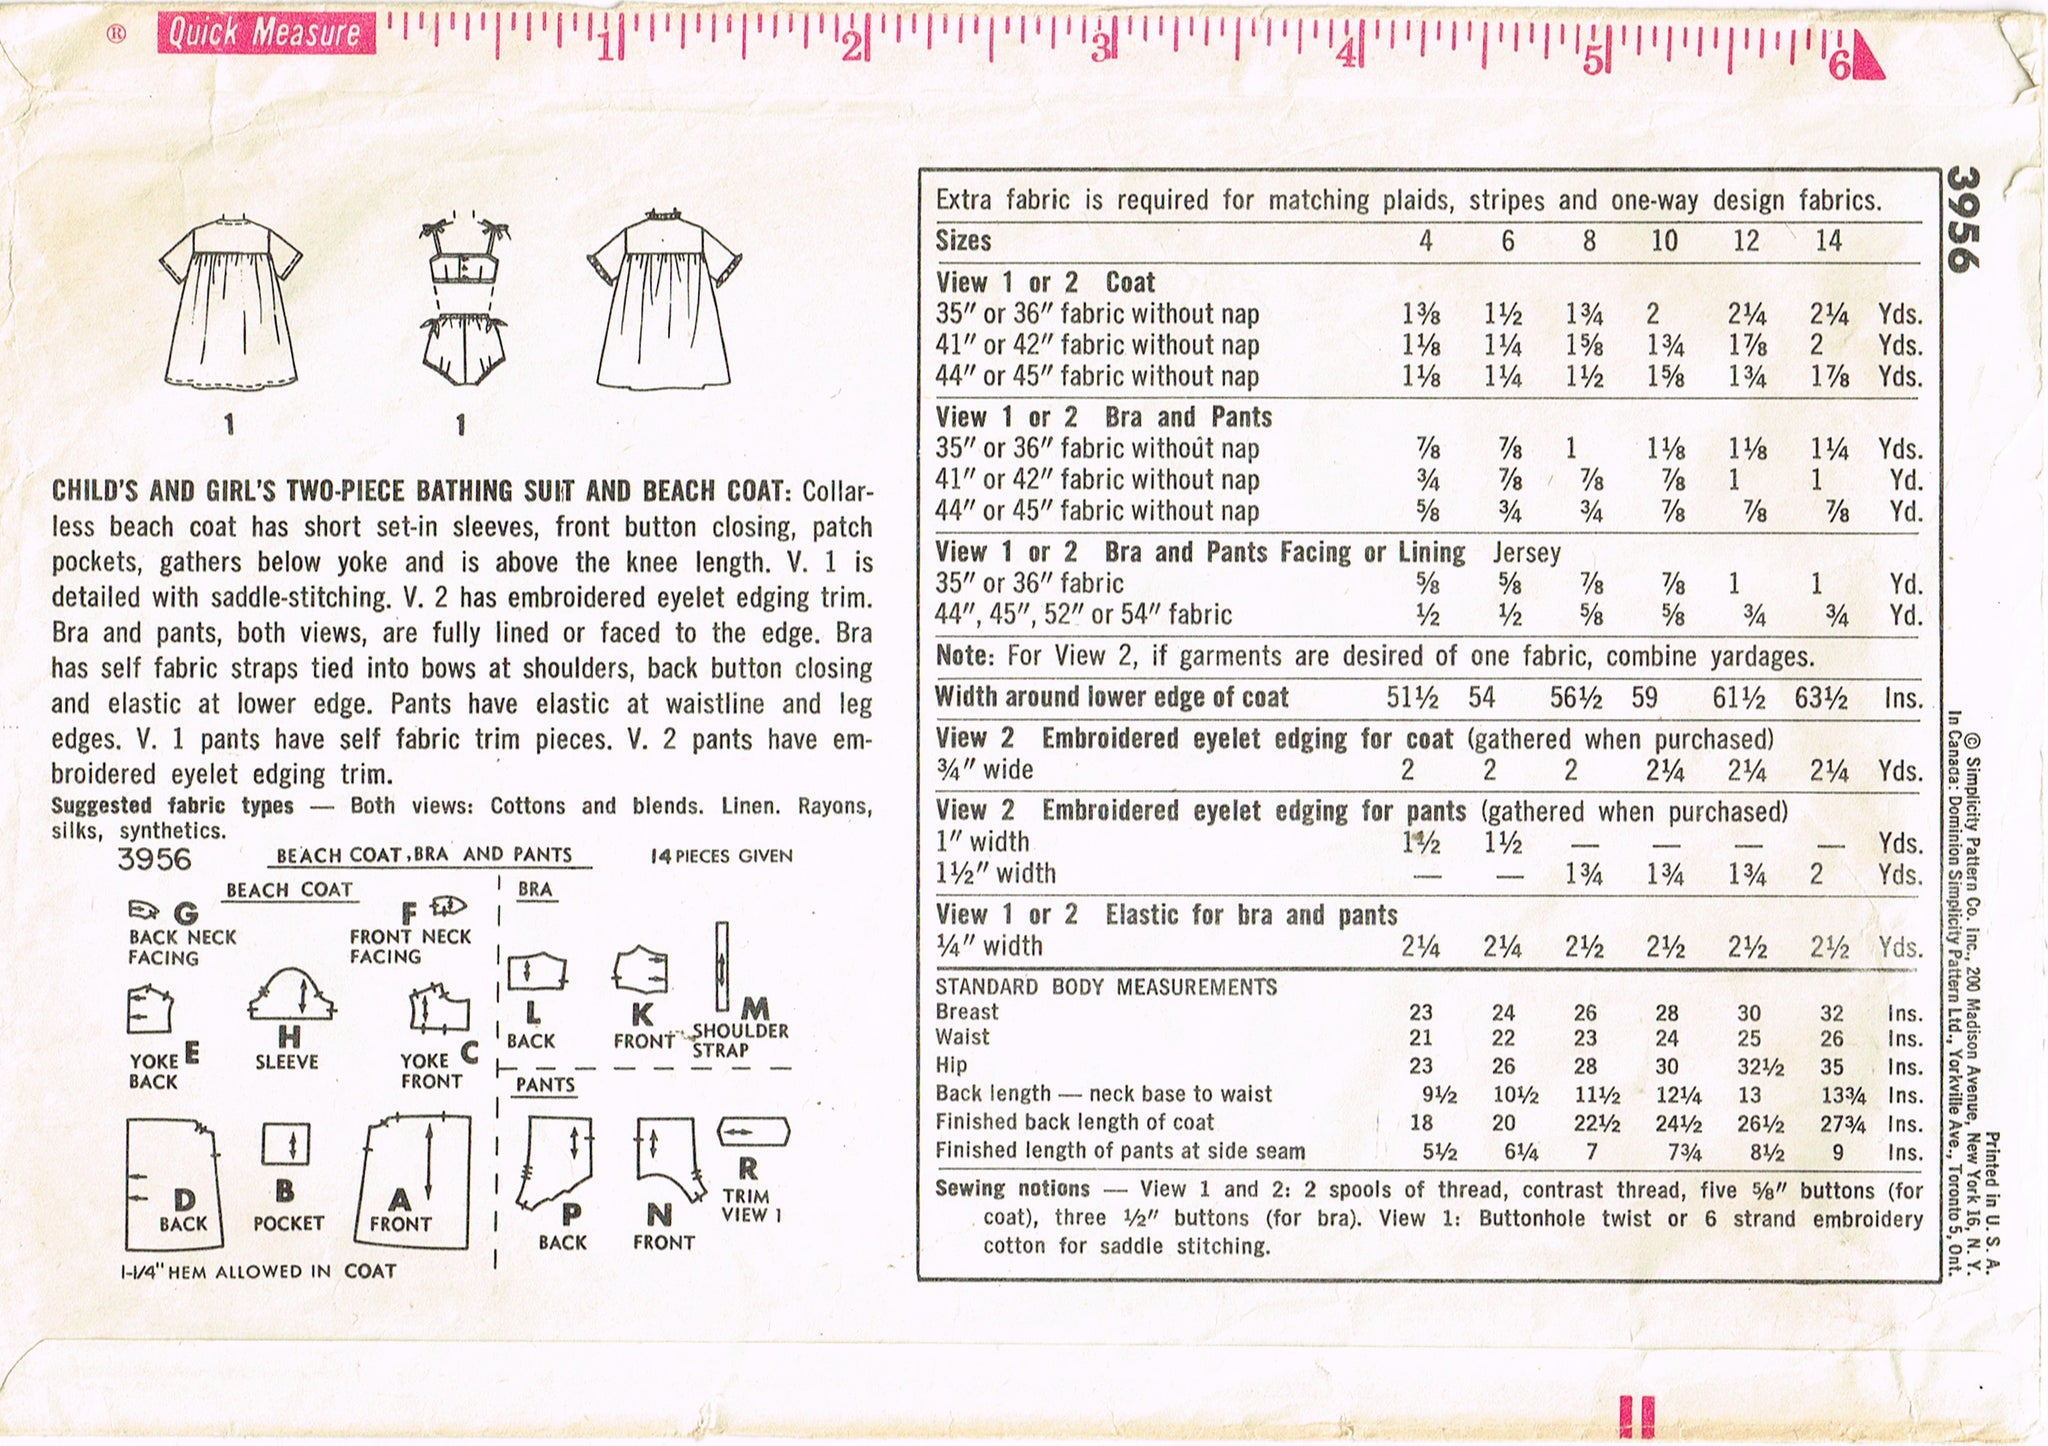 ® Quick Measure 1 2 3 4 5 6
1 1
CHILD'S AND GIRL'S TWO-PIECE BATHING SUIT AND BEACH COAT: Collar-
less beach coat has short set-in sleeves, front button closing, patch
pockets, gathers below yoke and is above the knee length. V. 1 is
detailed with saddle-stitching. V. 2 has embroidered eyelet edging trim.
Bra and pants, both views, are fully lined or faced to the edge. Bra
has self fabric straps tied into bows at shoulders, back button closing
and elastic at lower edge. Pants have elastic at waistline and leg
edges. V. 1 pants have self fabric trim pieces. V. 2 pants have em-
broidered eyelet edging trim.
Suggested fabric types — Both views: Cottons and blends. Linen. Rayons,
silks, synthetics.
3956 BEACH COAT, BRA AND PANTS 14 PIECES GIVEN
BEACH COAT
G
BACK NECK
FACING
F
FRONT NECK
FACING
E
YOKE
BACK
H
SLEEVE
C
YOKE
FRONT
D
BACK
B
POCKET
A
FRONT
1-1/4" HEM ALLOWED IN COAT
BRA
L
BACK
K
FRONT
M
SHOULDER
STRAP
PANTS
P
BACK
N
FRONT
R
TRIM
VIEW 1
Extra fabric is required for matching plaids, stripes and one-way design fabrics.
Sizes 4 6 8 10 12 14
View 1 or 2 Coat
35" or 36" fabric without nap 1⅜ 1½ 1¾ 2 2¼ 2¼ Yds.
41" or 42" fabric without nap 1⅛ 1¼ 1⅝ 1¾ 1⅞ 2 Yds.
44" or 45" fabric without nap 1⅛ 1¼ 1½ 1⅝ 1¾ 1⅞ Yds.
View 1 or 2 Bra and Pants
35" or 36" fabric without nap ⅞ ⅞ 1 1⅛ 1⅛ 1¼ Yds.
41" or 42" fabric without nap ¾ ⅞ ⅞ ⅞ 1 1 Yd.
44" or 45" fabric without nap ⅝ ¾ ¾ ⅞ ⅞ ⅞ Yd.
View 1 or 2 Bra and Pants Facing or Lining Jersey
35" or 36" fabric ⅝ ⅝ ⅞ ⅞ 1 1 Yd.
44", 45", 52" or 54" fabric ½ ½ ⅝ ⅝ ¾ ¾ Yd.
Note: For View 2, if garments are desired of one fabric, combine yardages.
Width around lower edge of coat 51½ 54 56½ 59 61½ 63½ Ins.
View 2 Embroidered eyelet edging for coat (gathered when purchased)
¾" wide 2 2 2 2¼ 2¼ 2¼ Yds.
View 2 Embroidered eyelet edging for pants (gathered when purchased)
1" width 1½ 1½ — — — — Yds.
1½" width — — 1¾ 1¾ 1¾ 2 Yds.
View 1 or 2 Elastic for bra and pants
¼" width 2¼ 2¼ 2½ 2½ 2½ 2½ Yds.
STANDARD BODY MEASUREMENTS
Breast 23 24 26 28 30 32 Ins.
Waist 21 22 23 24 25 26 Ins.
Hip 23 26 28 30 32½ 35 Ins.
Back length — neck base to waist 9½ 10½ 11½ 12¼ 13 13¾ Ins.
Finished back length of coat 18 20 22½ 24½ 26½ 27¾ Ins.
Finished length of pants at side seam 5½ 6¼ 7 7¾ 8½ 9 Ins.
Sewing notions — View 1 and 2: 2 spools of thread, contrast thread, five ⅝" buttons (for
coat), three ½" buttons (for bra). View 1: Buttonhole twist or 6 strand embroidery
cotton for saddle stitching.
3956
© Simplicity Pattern Co. Inc., 200 Madison Avenue, New York 16, N. Y.
In Canada: Dominion Simplicity Pattern Ltd., Yorkville Ave., Toronto 5, Ont.
Printed in U. S. A.